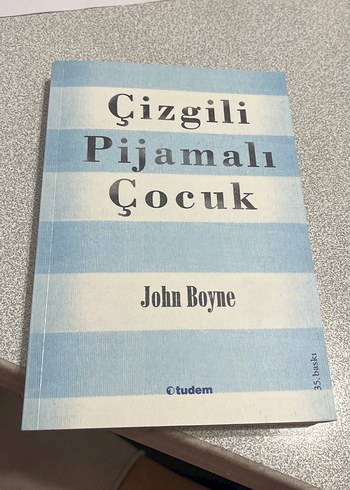 Çizgili
Pijamalı
Çocuk
John Boyne
tudem
35. baskı